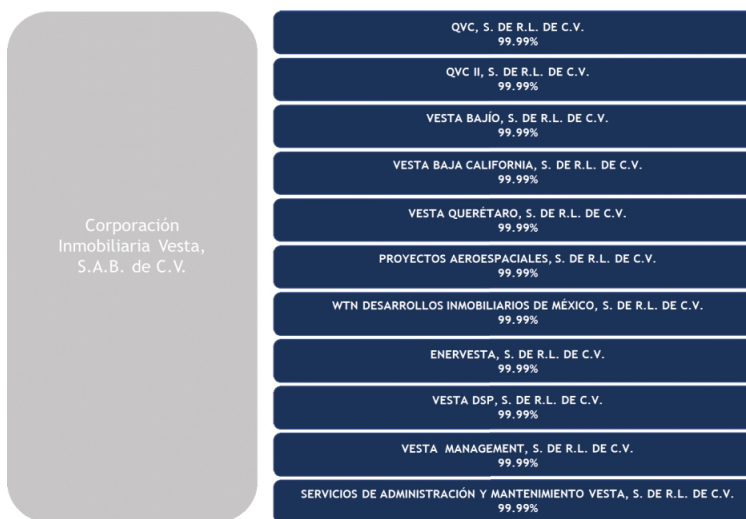 Corporación
Inmobiliaria Vesta,
S.A.B. de C.V.
QVC, S. DE R.L. DE C.V.
99.99%
QVC II, S. DE R.L. DE C.V.
99.99%
VESTA BAJÍO, S. DE R.L. DE C.V.
99.99%
VESTA BAJA CALIFORNIA, S. DE R.L. DE C.V.
99.99%
VESTA QUERÉTARO, S. DE R.L. DE C.V.
99.99%
PROYECTOS AEROESPACIALES, S. DE R.L. DE C.V.
99.99%
WTN DESARROLLOS INMOBILIARIOS DE MÉXICO, S. DE R.L. DE C.V.
99.99%
ENERVESTA, S. DE R.L. DE C.V.
99.99%
VESTA DSP, S. DE R.L. DE C.V.
99.99%
VESTA MANAGEMENT, S. DE R.L. DE C.V.
99.99%
SERVICIOS DE ADMINISTRACIÓN Y MANTENIMIENTO VESTA, S. DE R.L. DE C.V.
99.99%